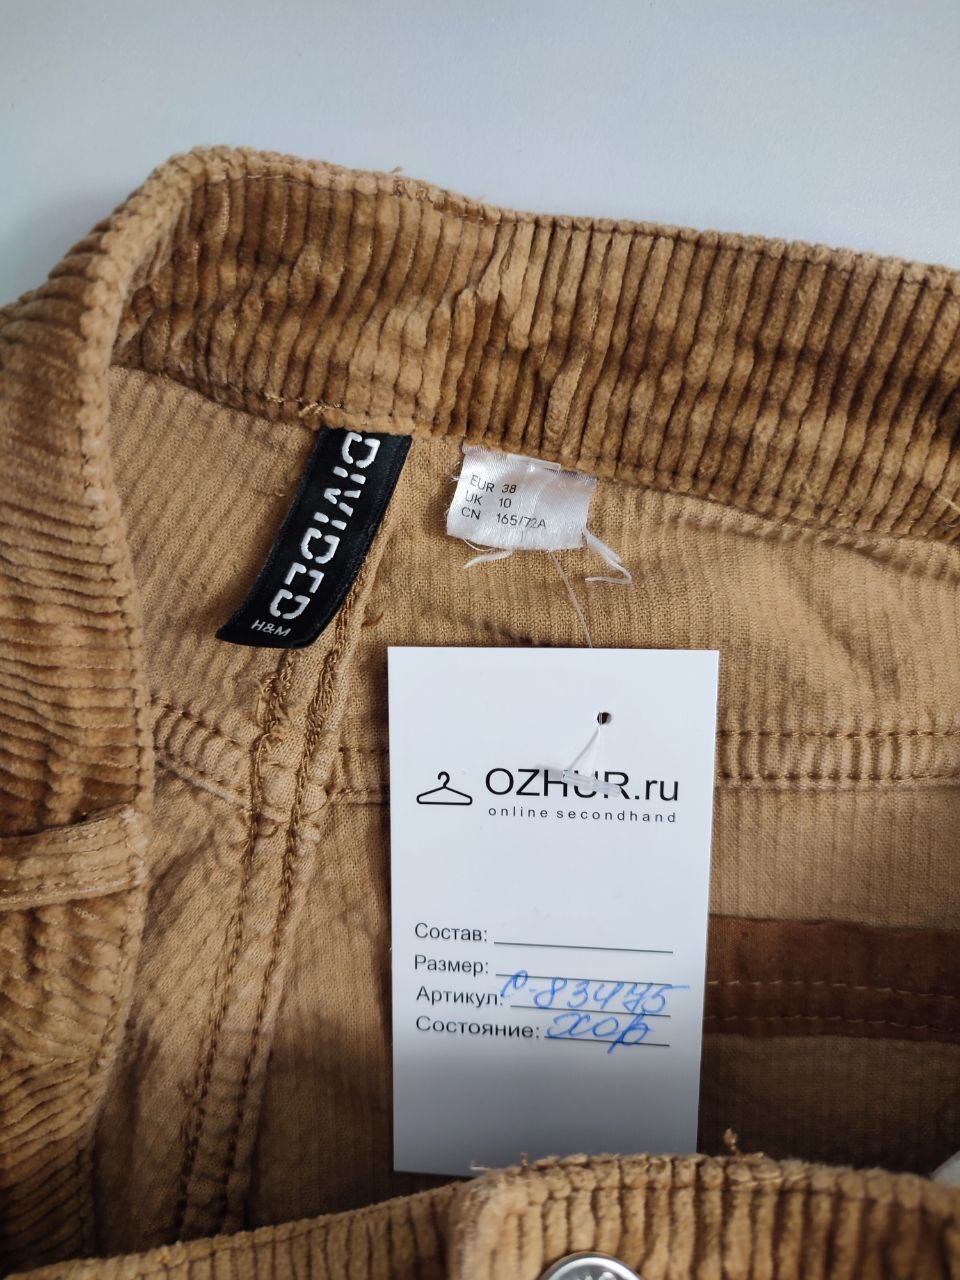 DIVIDED
H&M
EUR 38
UK 10
CN 165/72A
OZHUR.ru
online secondhand
Состав:
Размер:
Артикул: О-83475
Состояние: хор